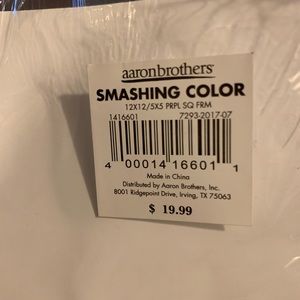 aaronbrothers
SMASHING COLOR
12X12/5X5 PRPL SQ FRM
1416601 7293-2017-07
4 00014 16601 1
Made in China
Distributed by Aaron Brothers, Inc.
8001 Ridgepoint Drive, Irving, TX 75063
$ 19.99